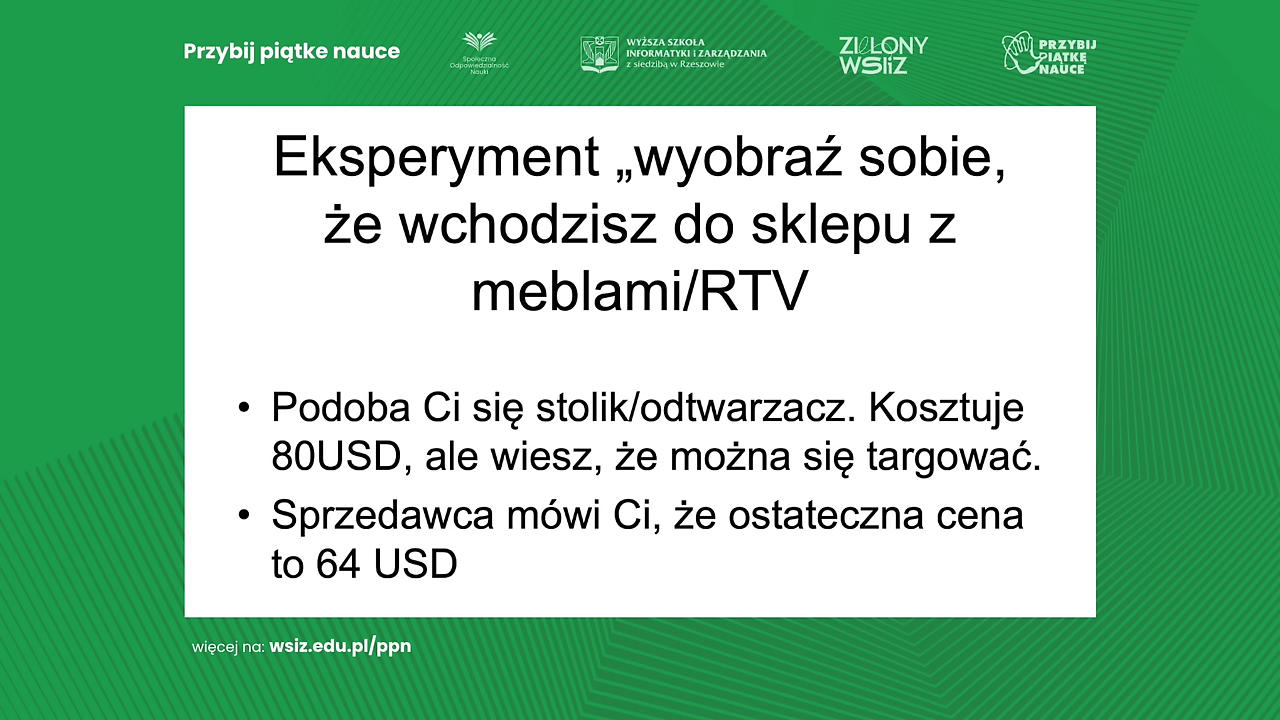 Przybij piątke nauce
Społeczna
Odpowiedzialność
Nauki
WYŻSZA SZKOŁA
INFORMATYKI i ZARZĄDZANIA
z siedzibą w Rzeszowie
ZIELONY
WSIiZ
PRZYBIJ
PIĄTKĘ
NAUCE
Eksperyment „wyobraź sobie,
że wchodzisz do sklepu z
meblami/RTV
• Podoba Ci się stolik/odtwarzacz. Kosztuje
80USD, ale wiesz, że można się targować.
• Sprzedawca mówi Ci, że ostateczna cena
to 64 USD
więcej na: wsiz.edu.pl/ppn